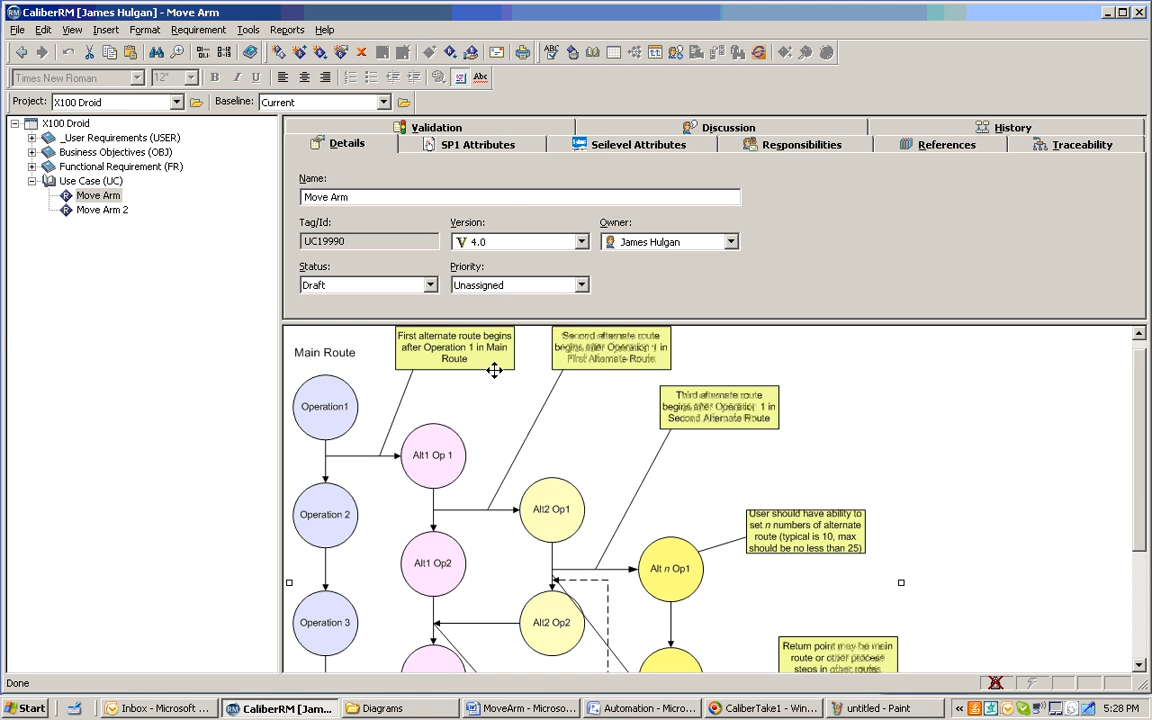 CaliberRM [James Hulgan] - Move Arm
File Edit View Insert Format Requirement Tools Reports Help
Times New Roman 12" B I U Abc
Project: X100 Droid Baseline: Current
X100 Droid
_User Requirements (USER)
Business Objectives (OBJ)
Functional Requirement (FR)
Use Case (UC)
Move Arm
Move Arm 2
Validation Discussion History
Details SP1 Attributes Seilevel Attributes Responsibilities References Traceability
Name:
Move Arm
Tag/Id: Version: Owner:
UC19990 4.0 James Hulgan
Status: Priority:
Draft Unassigned
Main Route
First alternate route begins
after Operation 1 in Main
Route
Second alternate route
begins after Operation 1 in
First Alternate Route
Third alternate route
begins after Operation 1 in
Second Alternate Route
Operation1
Alt1 Op 1
Operation 2
Alt2 Op1
User should have ability to
set n numbers of alternate
route (typical is 10, max
should be no less than 25)
Alt1 Op2
Alt n Op1
Operation 3
Alt2 Op2
Return point may be main
route or other process
steps in other routes
Done
Start Inbox - Microsoft ... CaliberRM [Jam... Diagrams MoveArm - Microso... Automation - Micro... CaliberTake1 - Win... untitled - Paint 5:28 PM